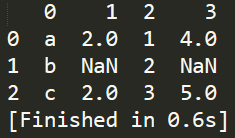 0    1  2    3
0  a  2.0  1  4.0
1  b  NaN  2  NaN
2  c  2.0  3  5.0
[Finished in 0.6s]